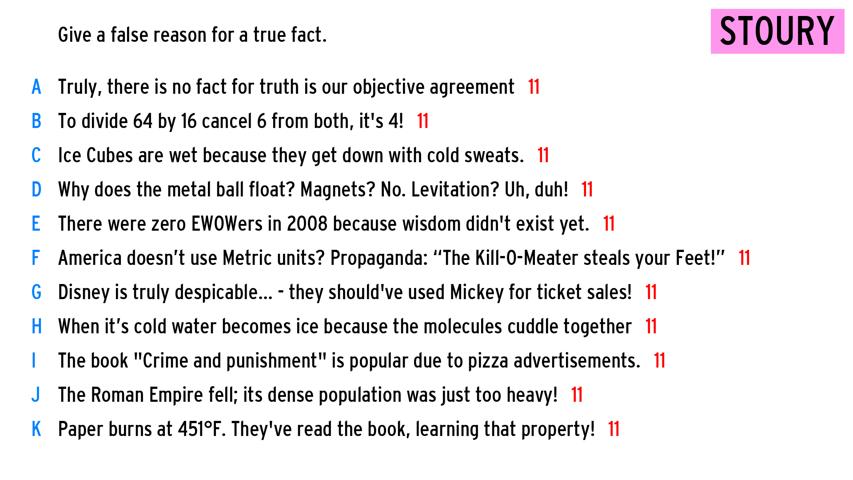 Give a false reason for a true fact.
STOURY
A Truly, there is no fact for truth is our objective agreement 11
B To divide 64 by 16 cancel 6 from both, it's 4! 11
C Ice Cubes are wet because they get down with cold sweats. 11
D Why does the metal ball float? Magnets? No. Levitation? Uh, duh! 11
E There were zero EWOWers in 2008 because wisdom didn't exist yet. 11
F America doesn’t use Metric units? Propaganda: “The Kill-O-Meater steals your Feet!” 11
G Disney is truly despicable... - they should've used Mickey for ticket sales! 11
H When it’s cold water becomes ice because the molecules cuddle together 11
I The book "Crime and punishment" is popular due to pizza advertisements. 11
J The Roman Empire fell; its dense population was just too heavy! 11
K Paper burns at 451°F. They've read the book, learning that property! 11